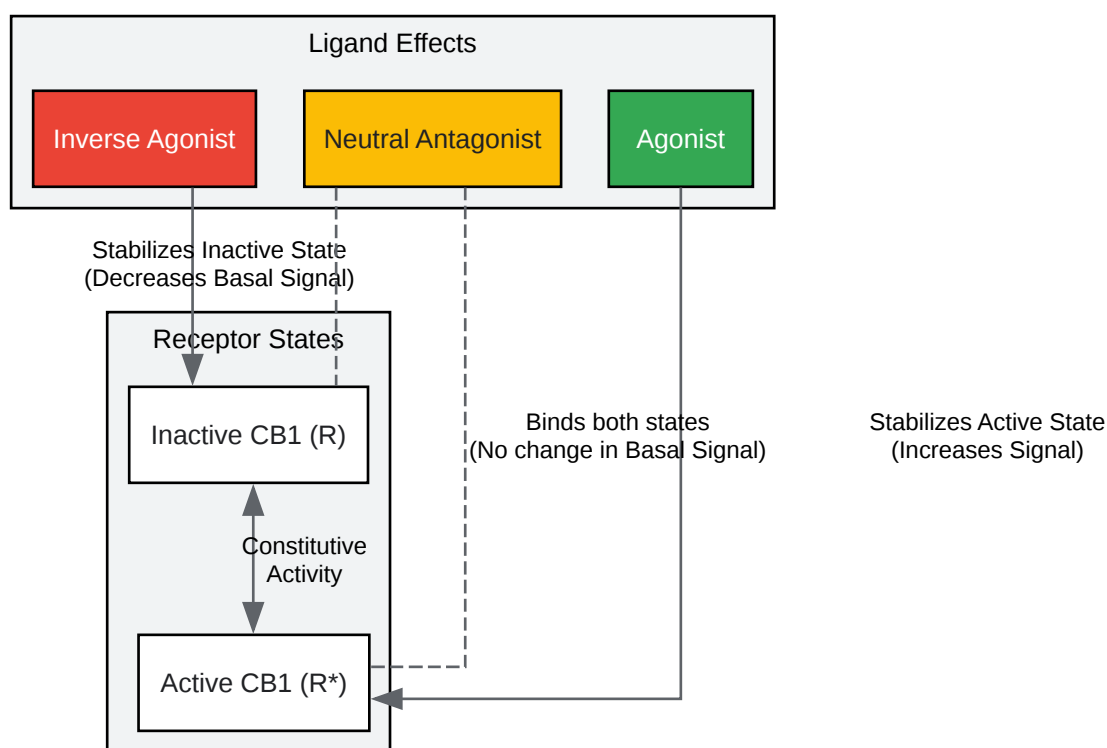 Ligand Effects
Inverse Agonist
Neutral Antagonist
Agonist
Stabilizes Inactive State
(Decreases Basal Signal)
Receptor States
Inactive CB1 (R)
Binds both states
(No change in Basal Signal)
Stabilizes Active State
(Increases Signal)
Constitutive
Activity
Active CB1 (R*)